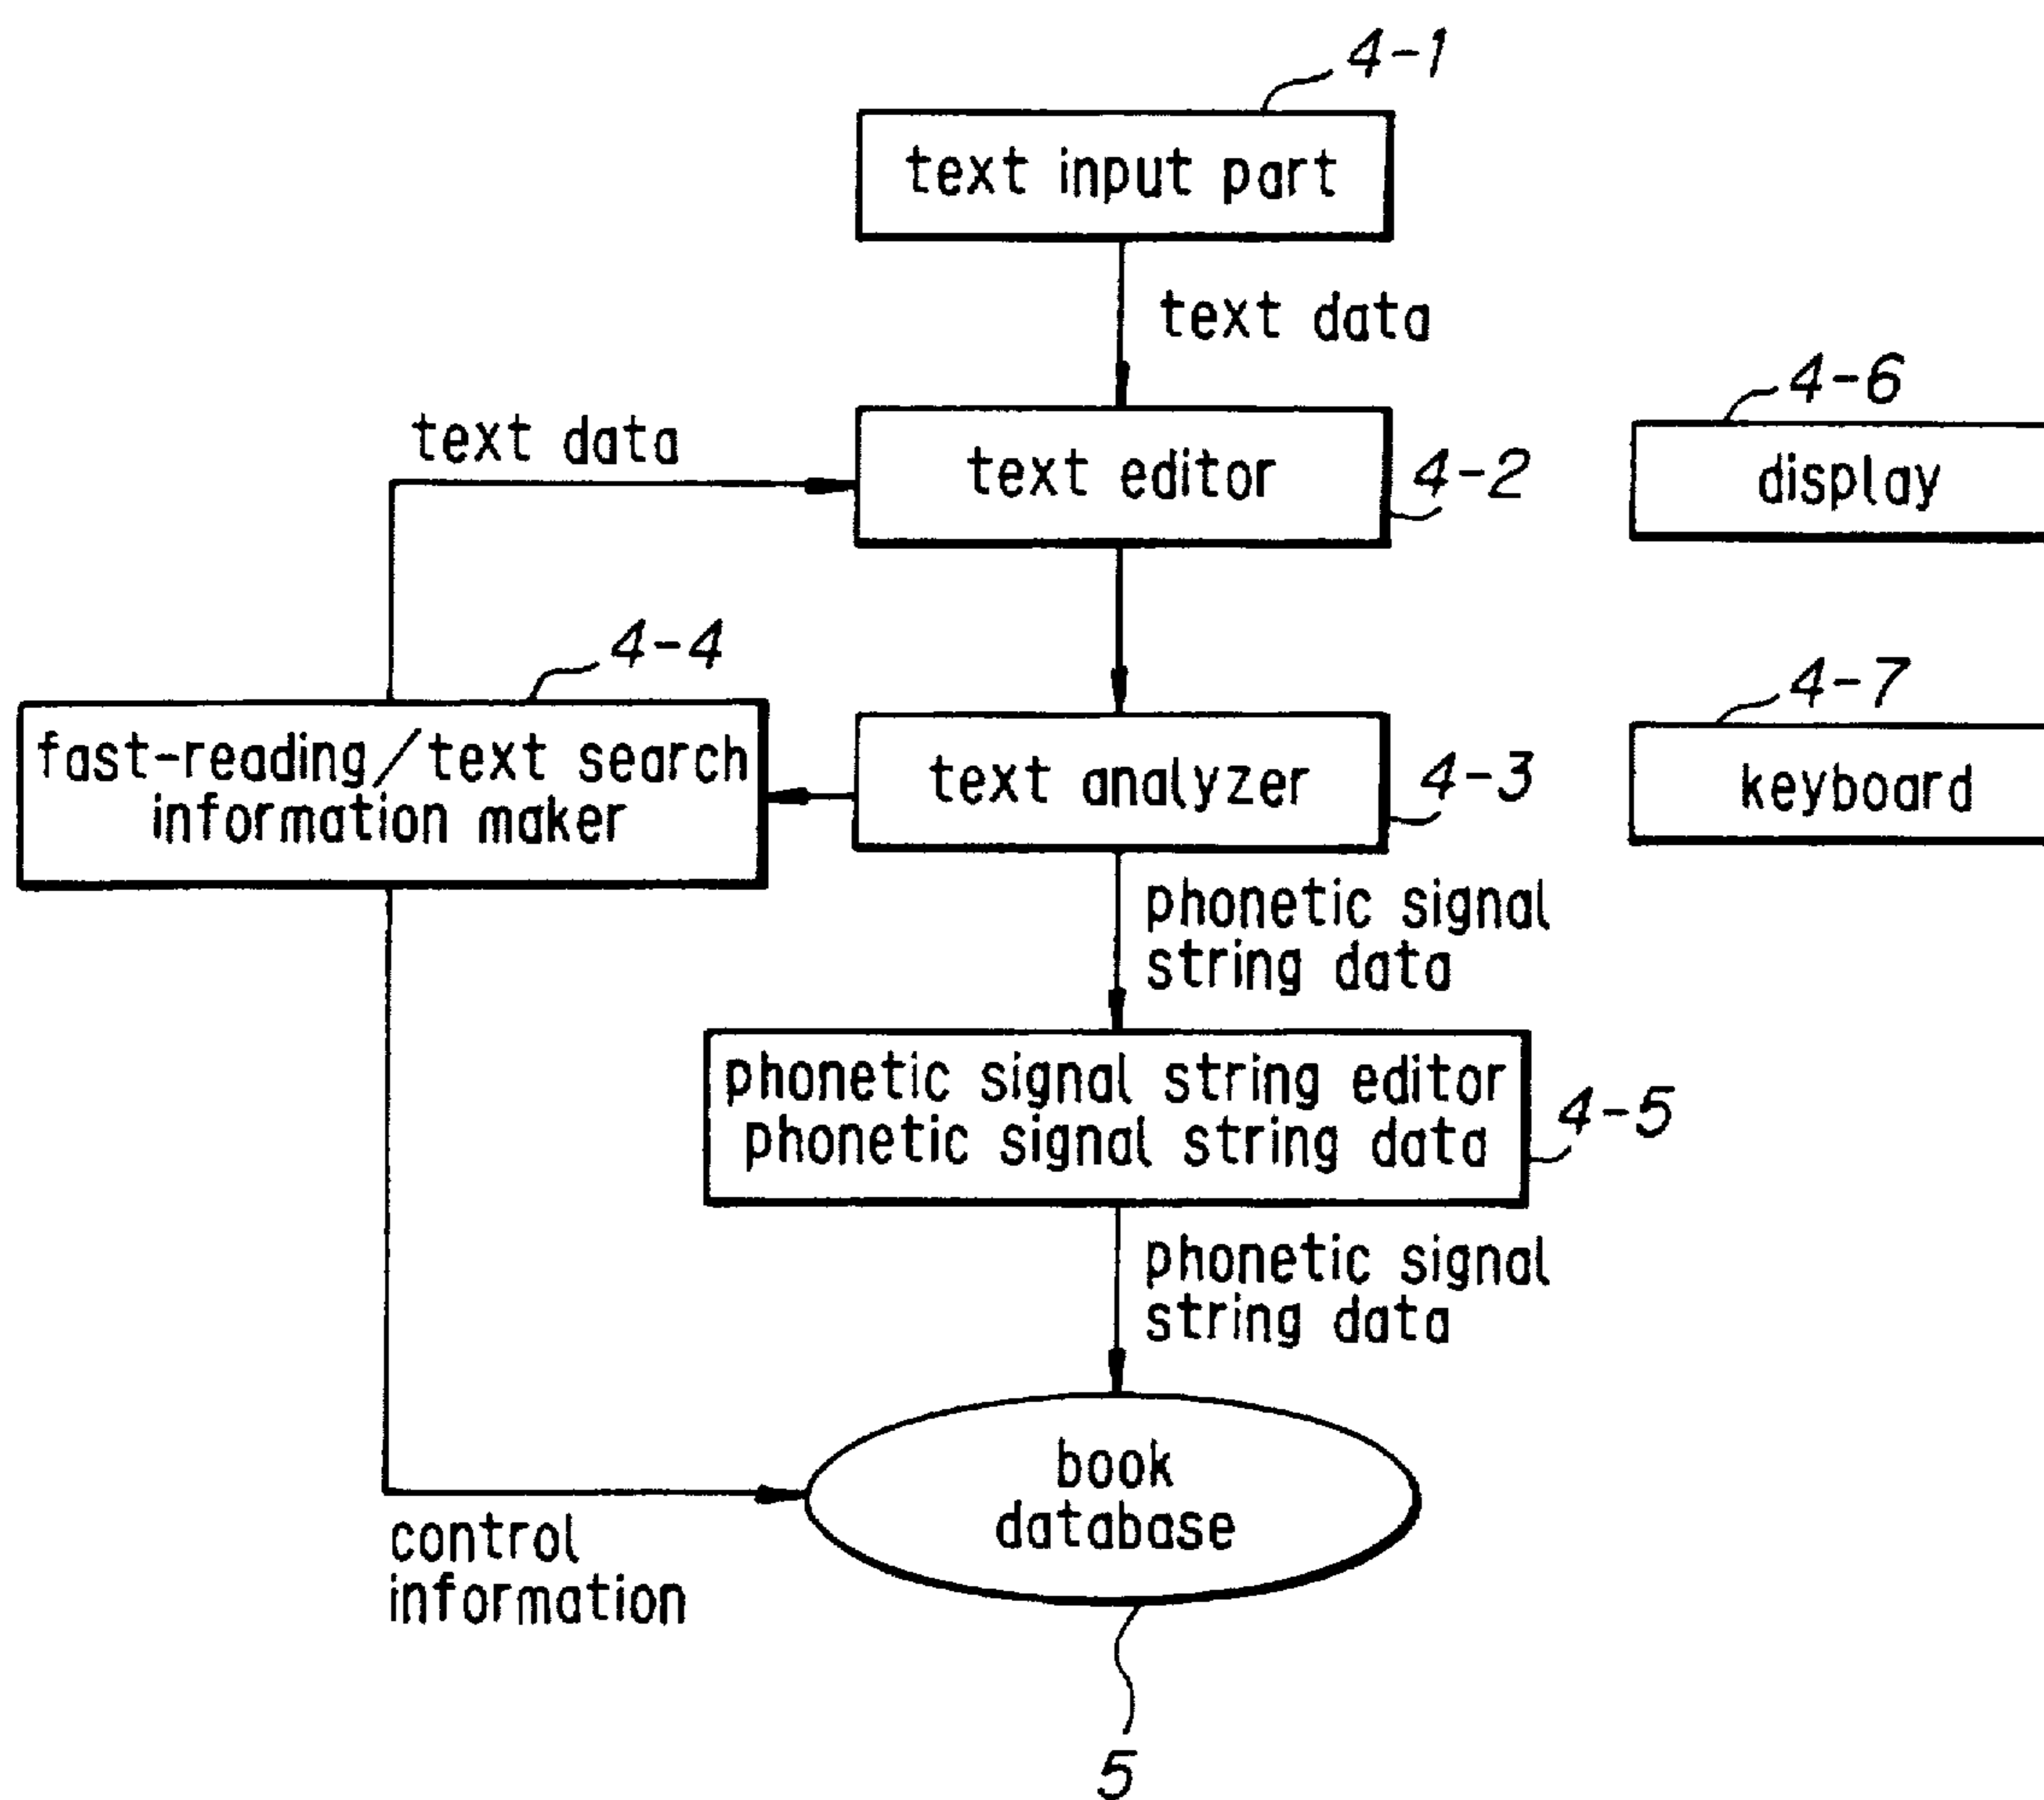 4-1
text input part
text data
4-6
text data
text editor
4-2
display
4-4
4-7
fast-reading/text search
information maker
text analyzer
4-3
keyboard
phonetic signal
string data
phonetic signal string editor
phonetic signal string data
4-5
phonetic signal
string data
book
database
control
information
5